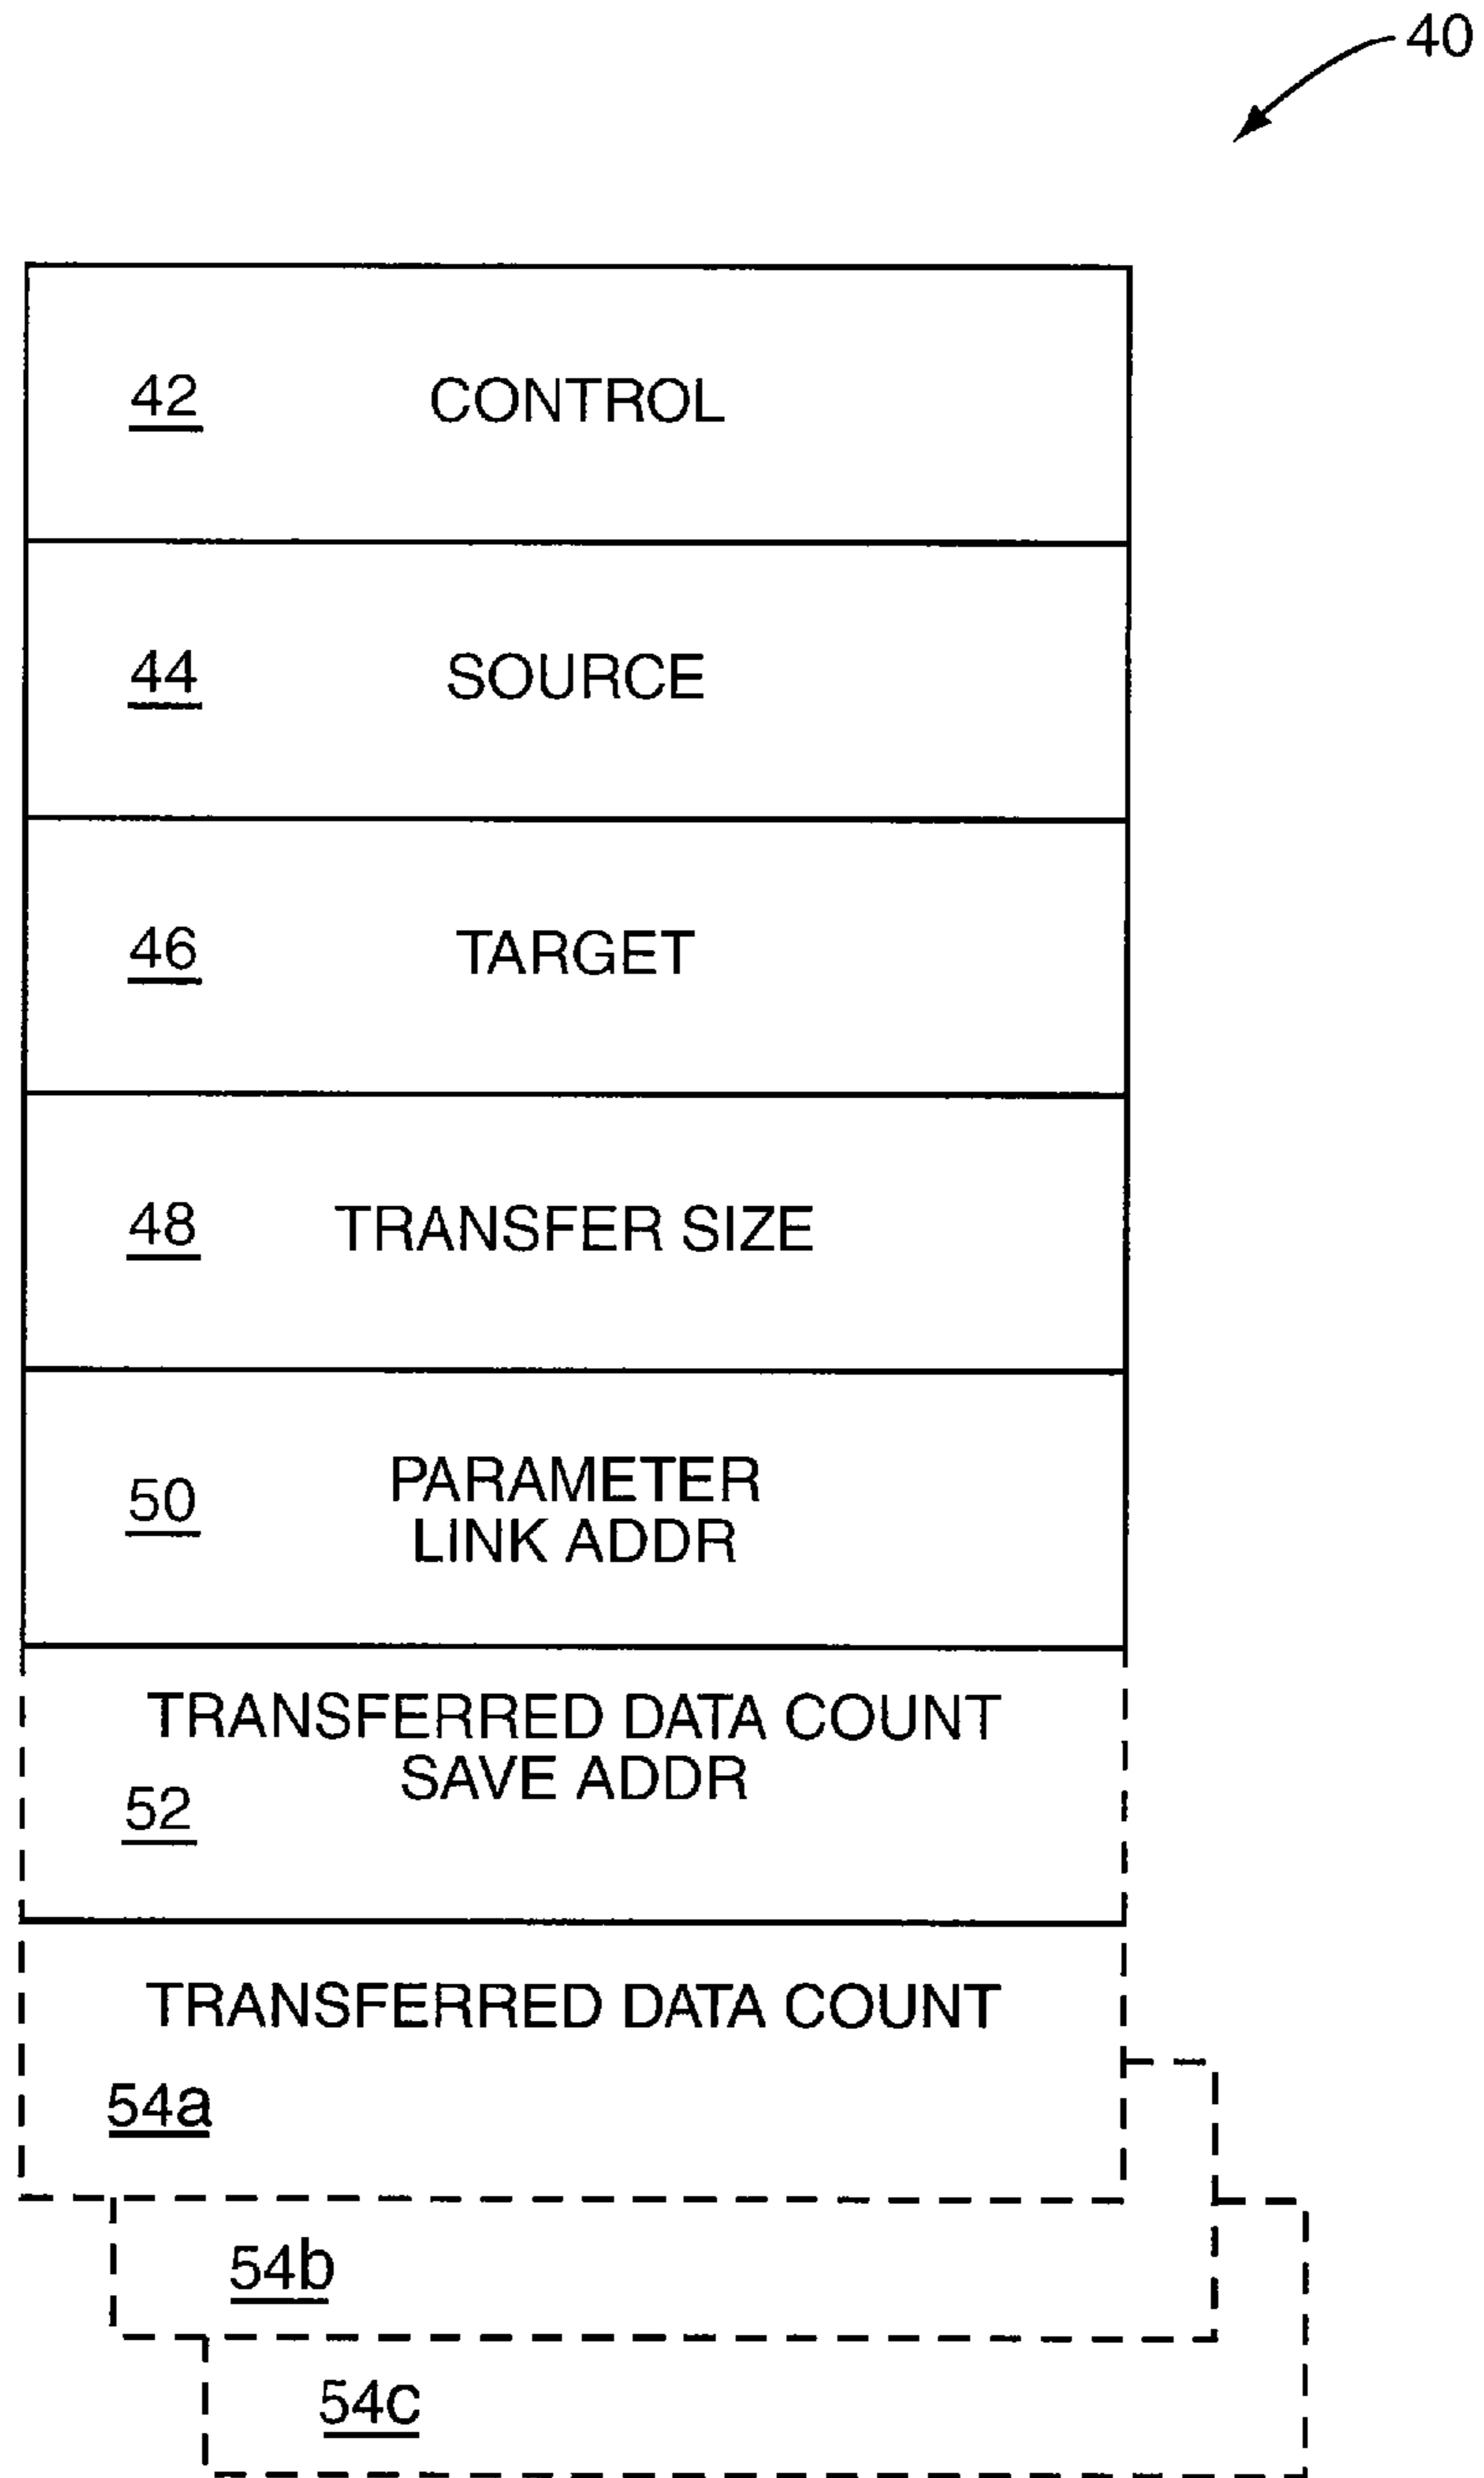 40
42 CONTROL
44 SOURCE
46 TARGET
48 TRANSFER SIZE
50 PARAMETER
LINK ADDR
TRANSFERRED DATA COUNT
SAVE ADDR
52
TRANSFERRED DATA COUNT
54a
54b
54c